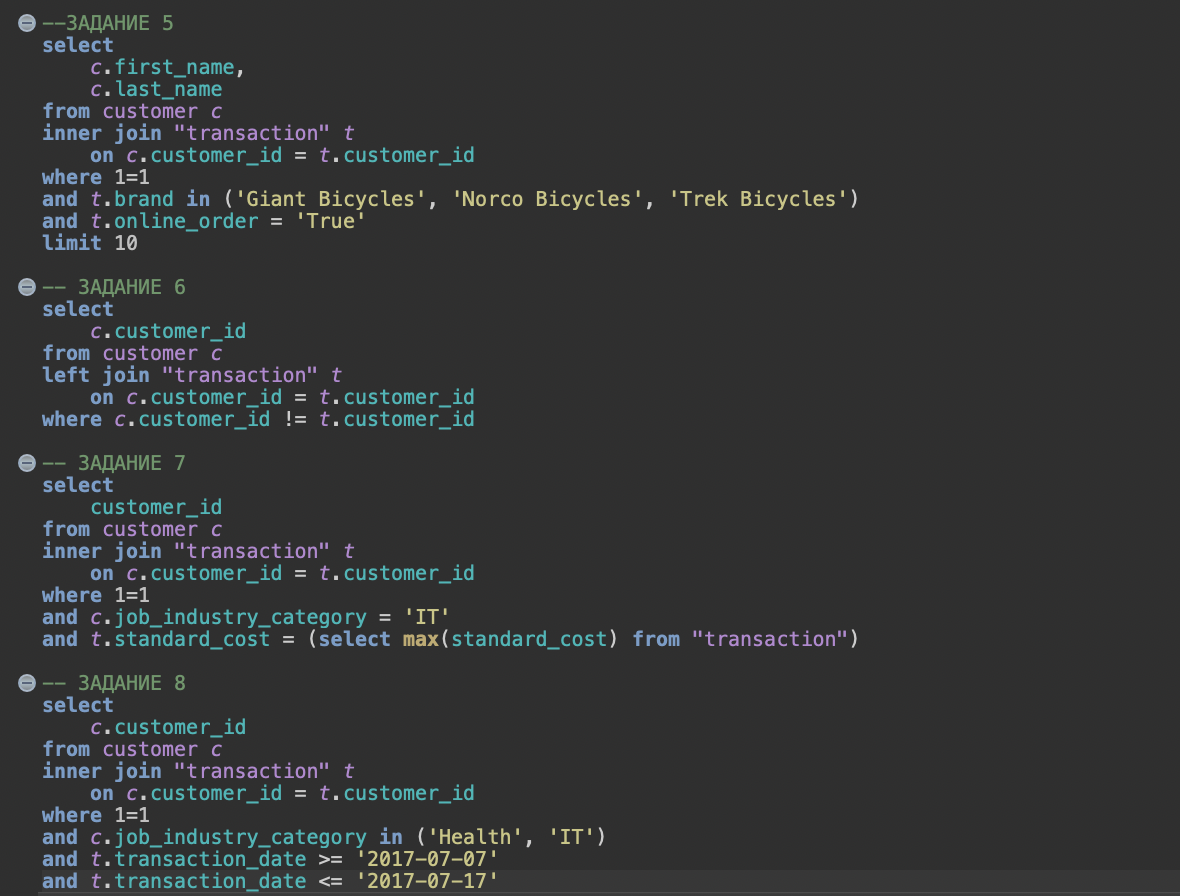 --ЗАДАНИЕ 5
select
    c.first_name,
    c.last_name
from customer c
inner join "transaction" t
    on c.customer_id = t.customer_id
where 1=1
and t.brand in ('Giant Bicycles', 'Norco Bicycles', 'Trek Bicycles')
and t.online_order = 'True'
limit 10
-- ЗАДАНИЕ 6
select
    c.customer_id
from customer c
left join "transaction" t
    on c.customer_id = t.customer_id
where c.customer_id != t.customer_id
-- ЗАДАНИЕ 7
select
    customer_id
from customer c
inner join "transaction" t
    on c.customer_id = t.customer_id
where 1=1
and c.job_industry_category = 'IT'
and t.standard_cost = (select max(standard_cost) from "transaction")
-- ЗАДАНИЕ 8
select
    c.customer_id
from customer c
inner join "transaction" t
    on c.customer_id = t.customer_id
where 1=1
and c.job_industry_category in ('Health', 'IT')
and t.transaction_date >= '2017-07-07'
and t.transaction_date <= '2017-07-17'